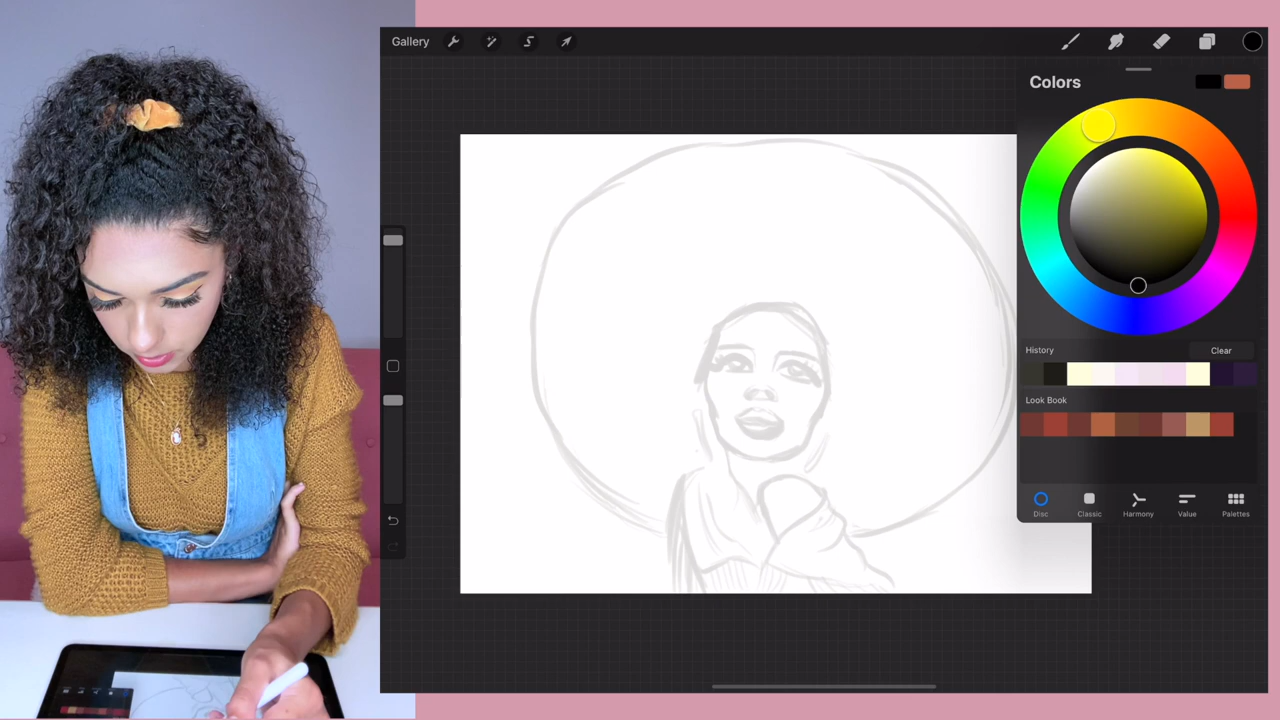 Gallery
Colors
History
Clear
Look Book
Disc
Classic
Harmony
Value
Palettes